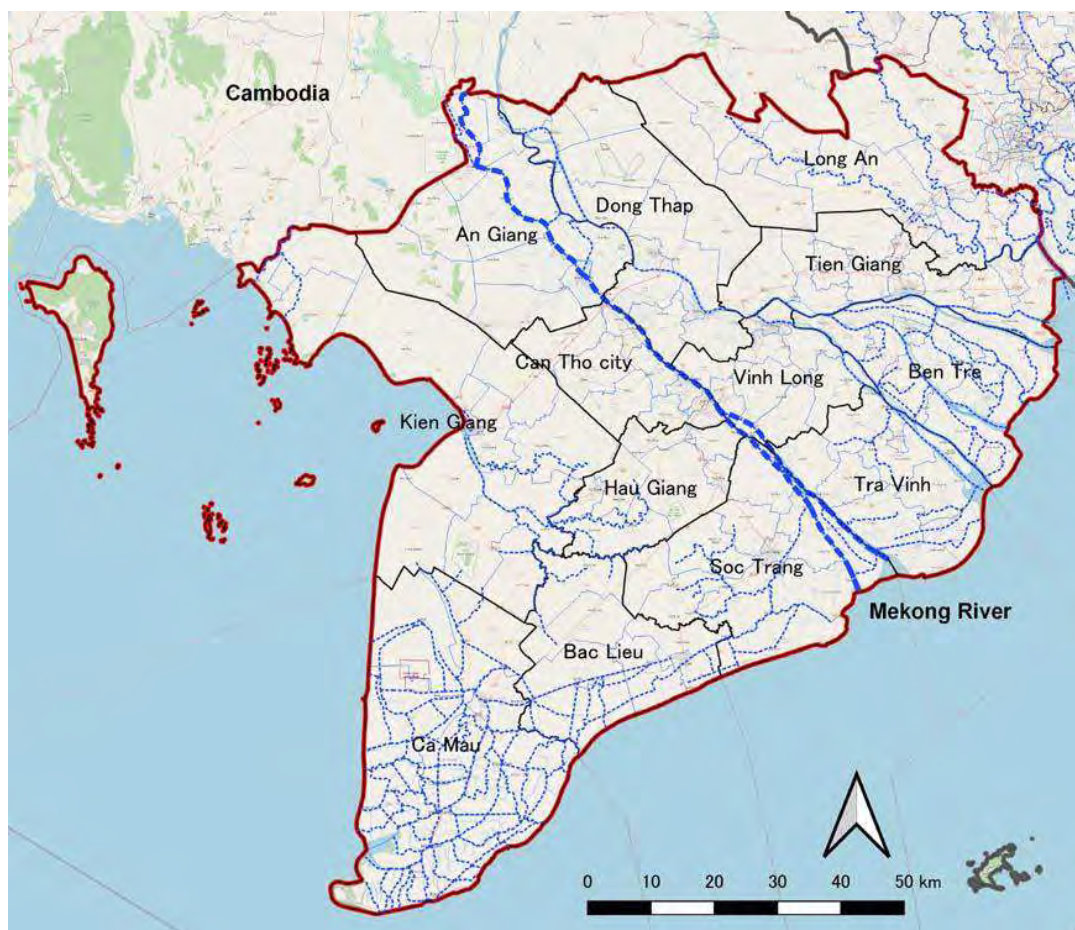 Cambodia
Long An
Dong Thap
An Giang
Tien Giang
Can Tho city
Vinh Long
Ben Tre
Kien Giang
Hau Giang
Tra Vinh
Soc Trang
Mekong River
Bac Lieu
Ca Mau
0 10 20 30 40 50 km